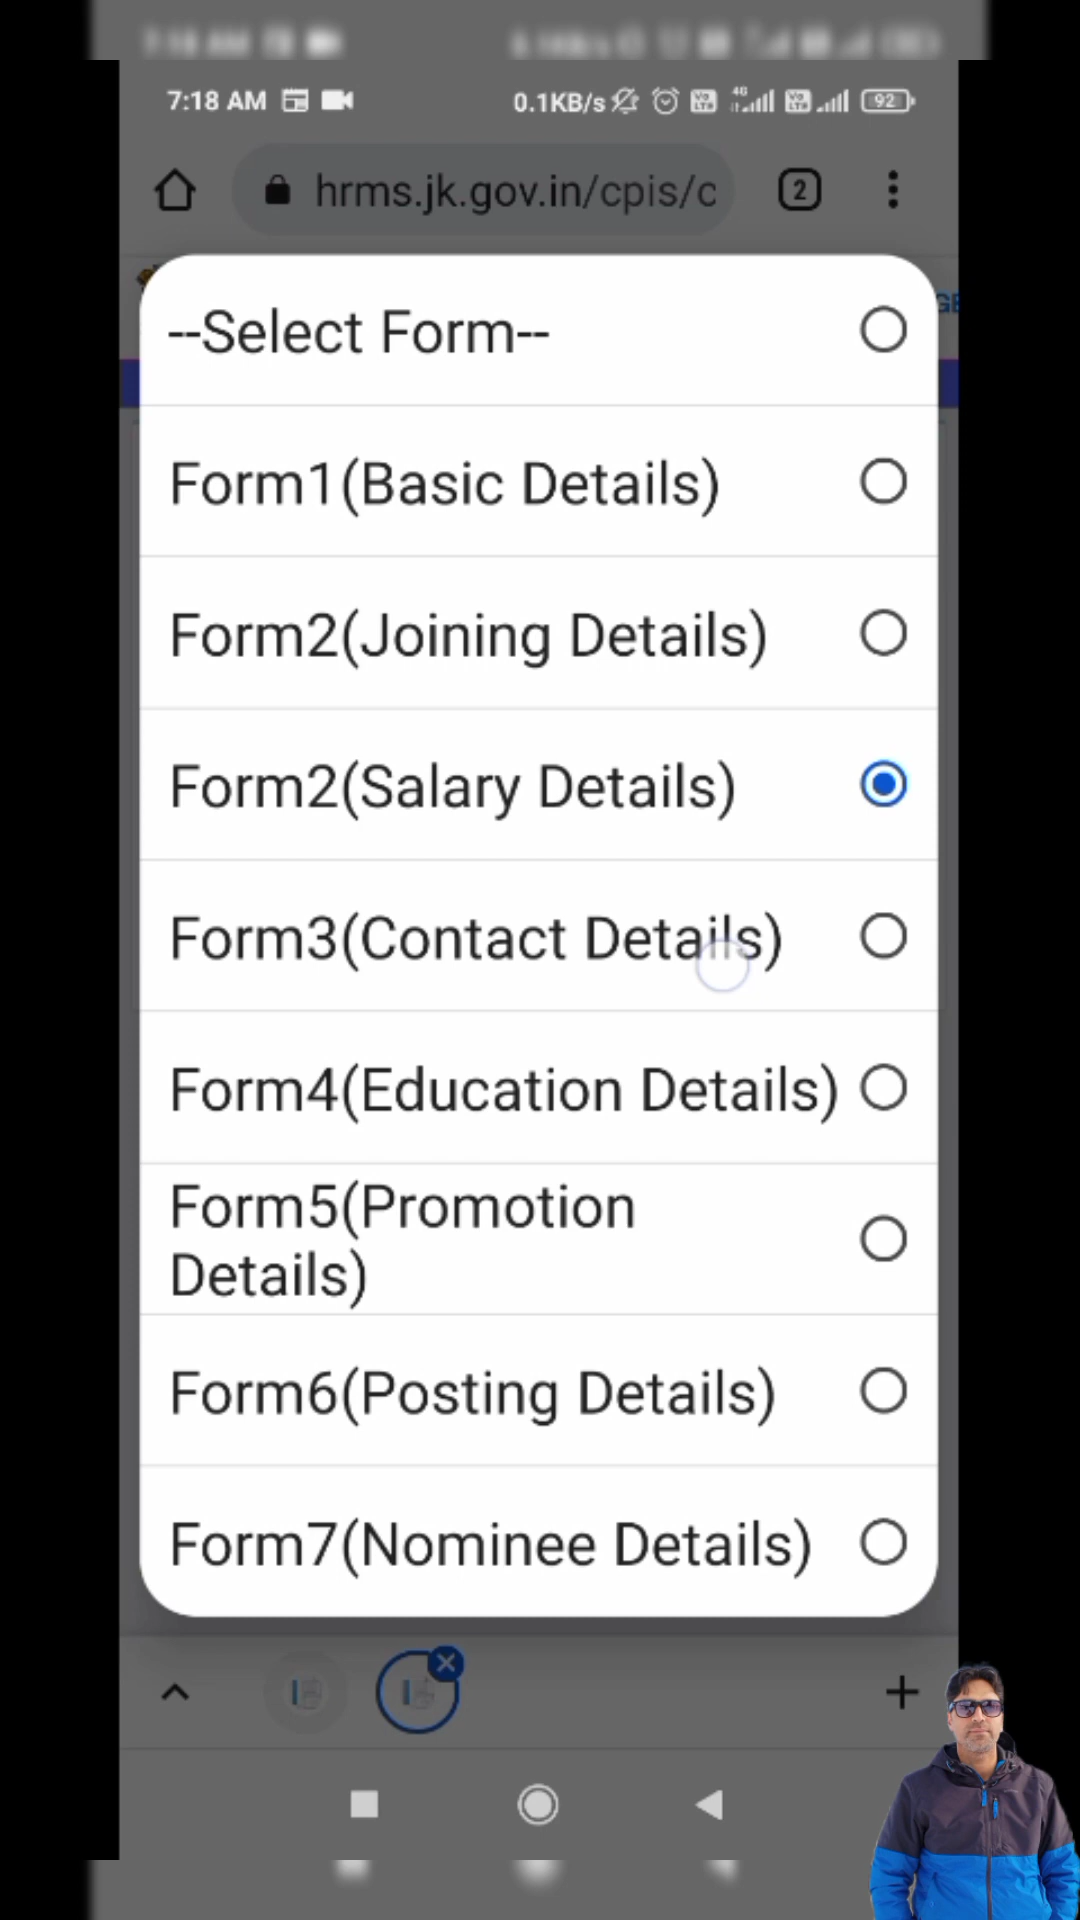 7:18 AM
0.1KB/s
4G
92
hrms.jk.gov.in/cpis/c
2
GE
--Select Form--
Form1(Basic Details)
Form2(Joining Details)
Form2(Salary Details)
Form3(Contact Details)
Form4(Education Details)
Form5(Promotion
Details)
Form6(Posting Details)
Form7(Nominee Details)